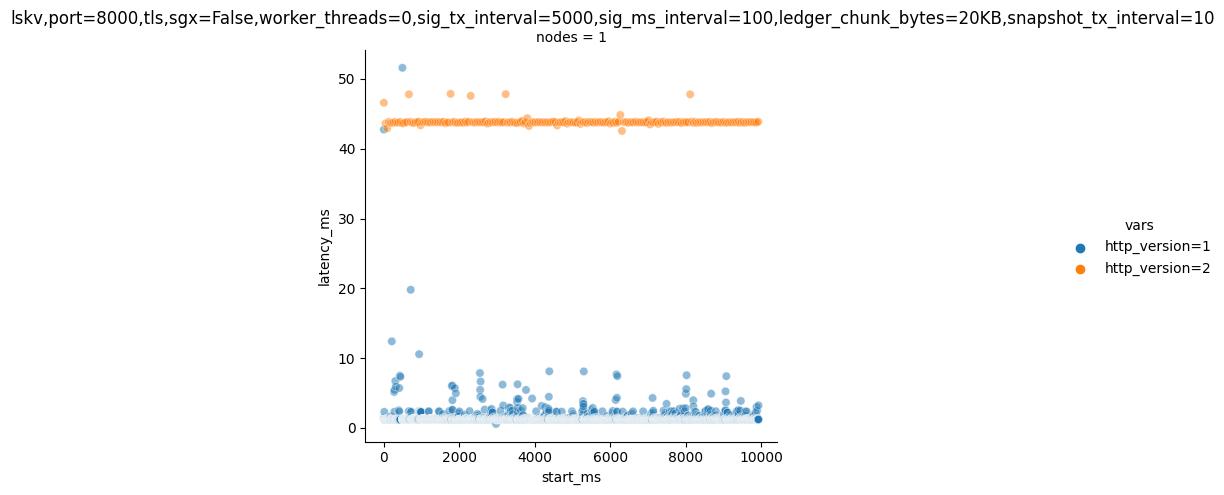 lskv,port=8000,tls,sgx=False,worker_threads=0,sig_tx_interval=5000,sig_ms_interval=100,ledger_chunk_bytes=20KB,snapshot_tx_interval=10
nodes = 1
50
40
30
20
10
0
latency_ms
0 2000 4000 6000 8000 10000
start_ms
vars
http_version=1
http_version=2